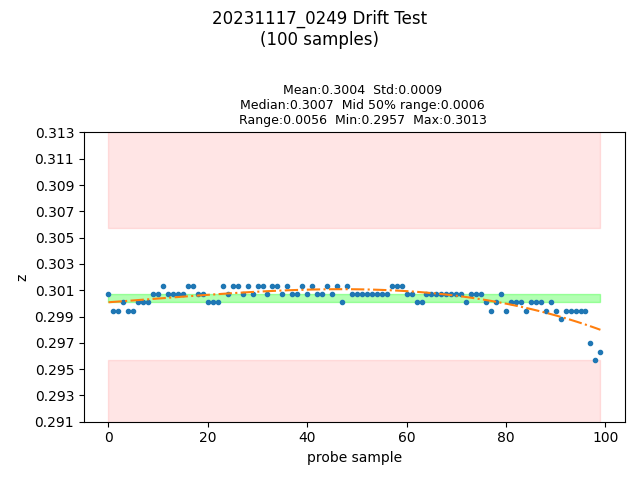 20231117_0249 Drift Test
(100 samples)
Mean:0.3004 Std:0.0009
Median:0.3007 Mid 50% range:0.0006
Range:0.0056 Min:0.2957 Max:0.3013
0.313
0.311
0.309
0.307
0.305
0.303
0.301
0.299
0.297
0.295
0.293
0.291
z
0 20 40 60 80 100
probe sample